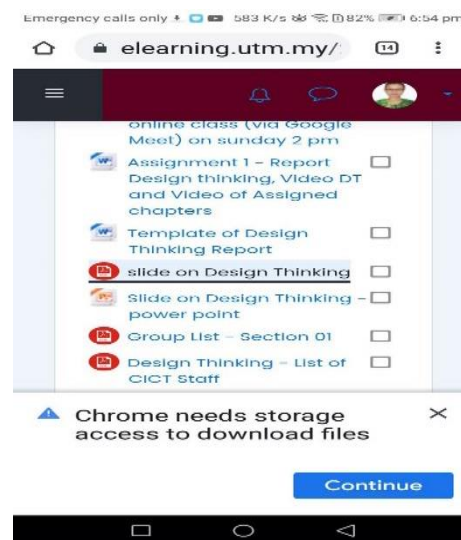 Emergency calls only 583 K/s 82% 6:54 pm
elearning.utm.my/ 14
online class (via Google
Meet) on sunday 2 pm
Assignment 1 - Report
Design thinking, Video DT
and Video of Assigned
chapters
Template of Design
Thinking Report
slide on Design Thinking
Slide on Design Thinking -
power point
Group List - Section 01
Design Thinking - List of
CICT Staff
Chrome needs storage
access to download files
Continue